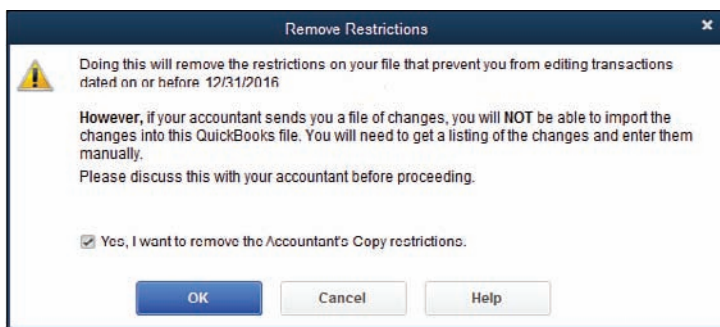 Remove Restrictions
Doing this will remove the restrictions on your file that prevent you from editing transactions
dated on or before 12/31/2016
However, if your accountant sends you a file of changes, you will NOT be able to import the
changes into this QuickBooks file. You will need to get a listing of the changes and enter them
manually.
Please discuss this with your accountant before proceeding.
Yes, I want to remove the Accountant's Copy restrictions.
OK Cancel Help